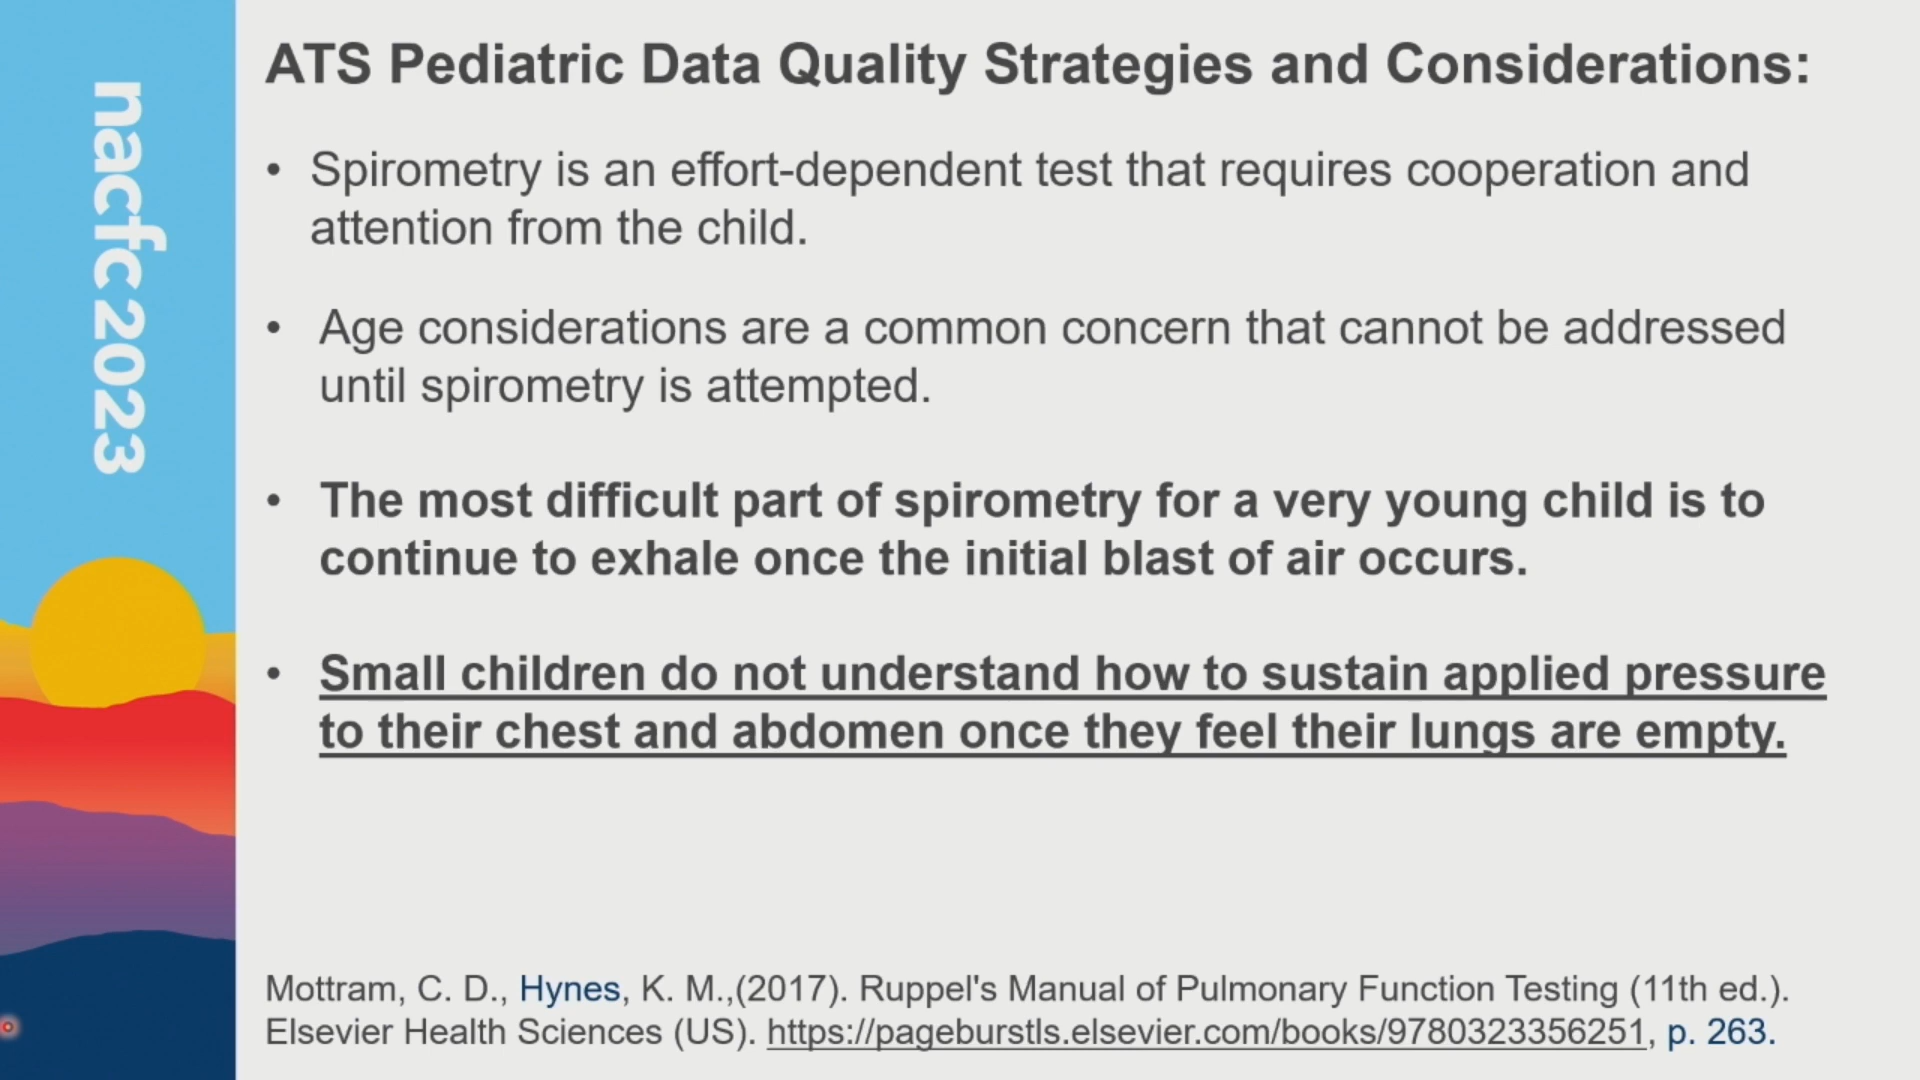 nacfc 2023
ATS Pediatric Data Quality Strategies and Considerations:
• Spirometry is an effort-dependent test that requires cooperation and
attention from the child.
• Age considerations are a common concern that cannot be addressed
until spirometry is attempted.
• The most difficult part of spirometry for a very young child is to
continue to exhale once the initial blast of air occurs.
• Small children do not understand how to sustain applied pressure
to their chest and abdomen once they feel their lungs are empty.
Mottram, C. D., Hynes, K. M.,(2017). Ruppel's Manual of Pulmonary Function Testing (11th ed.).
Elsevier Health Sciences (US). https://pageburstls.elsevier.com/books/9780323356251, p. 263.